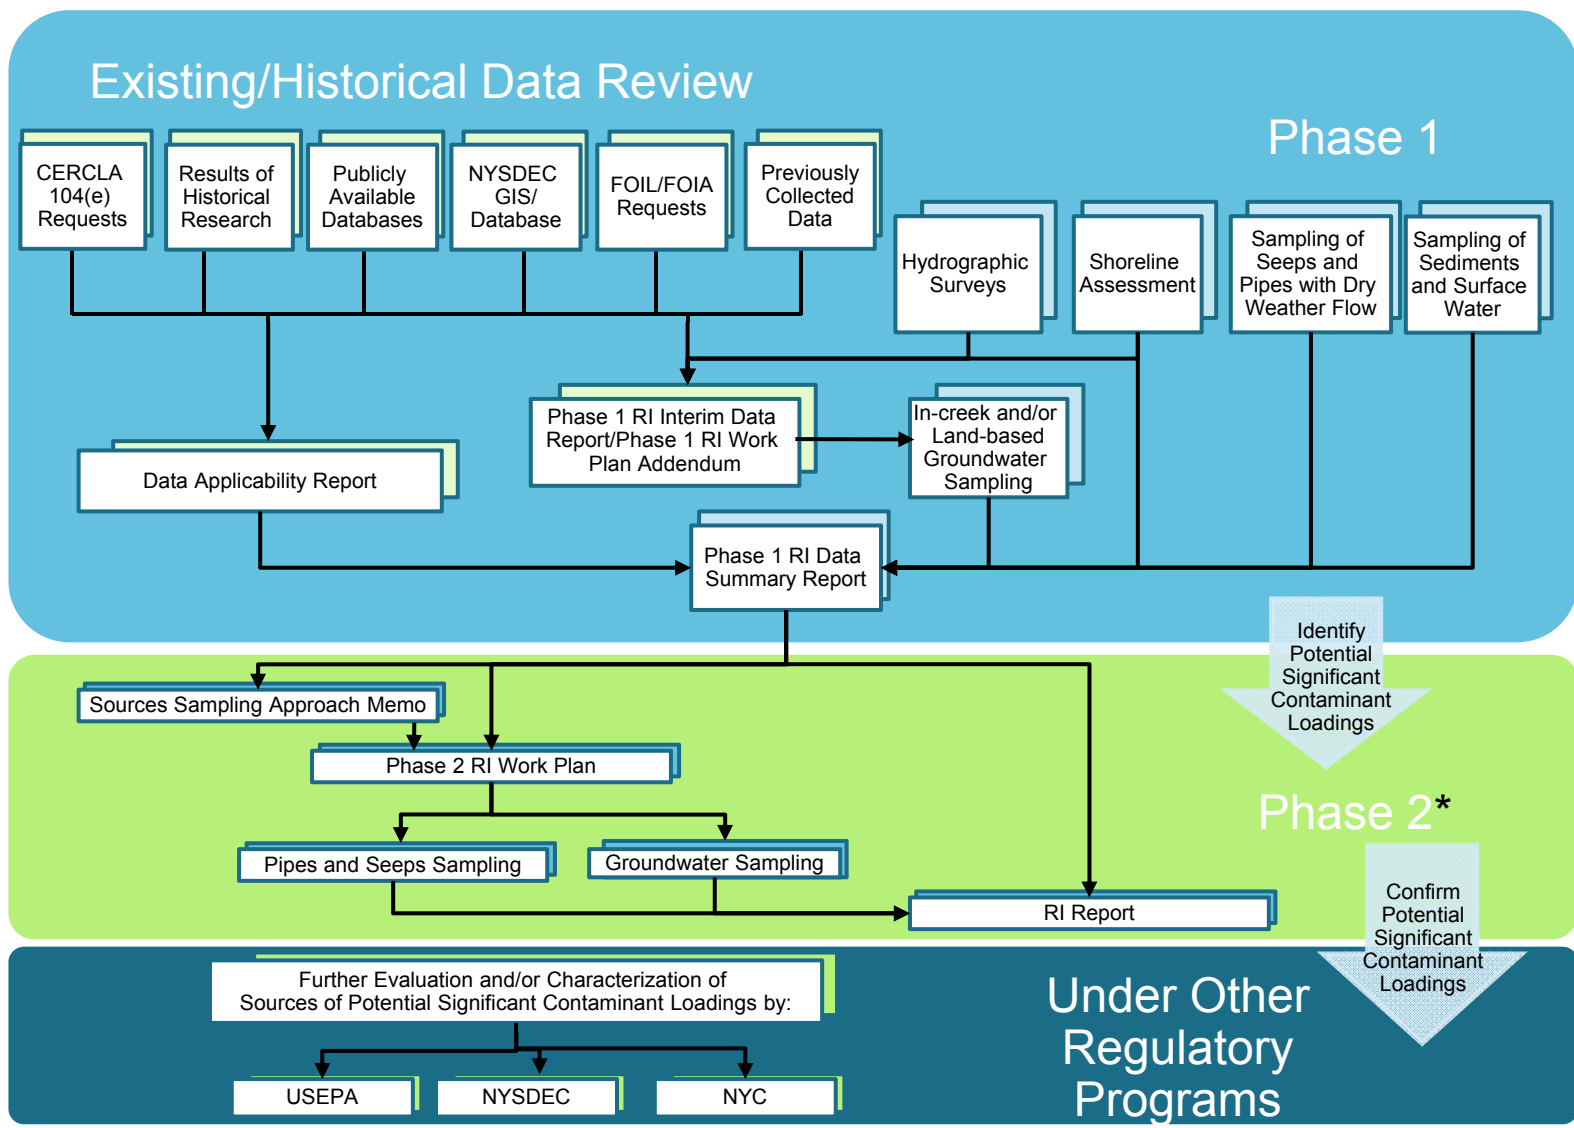 Existing/Historical Data Review
Phase 1
CERCLA
104(e)
Requests
Results of
Historical
Research
Publicly
Available
Databases
NYSDEC
GIS/
Database
FOIL/FOIA
Requests
Previously
Collected
Data
Hydrographic
Surveys
Shoreline
Assessment
Sampling of
Seeps and
Pipes with Dry
Weather Flow
Sampling of
Sediments
and Surface
Water
Phase 1 RI Interim Data
Report/Phase 1 RI Work
Plan Addendum
In-creek and/or
Land-based
Groundwater
Sampling
Data Applicability Report
Phase 1 RI Data
Summary Report
Identify
Potential
Significant
Contaminant
Loadings
Sources Sampling Approach Memo
Phase 2 RI Work Plan
Phase 2*
Pipes and Seeps Sampling
Groundwater Sampling
RI Report
Confirm
Potential
Significant
Contaminant
Loadings
Further Evaluation and/or Characterization of
Sources of Potential Significant Contaminant Loadings by:
USEPA
NYSDEC
NYC
Under Other
Regulatory
Programs